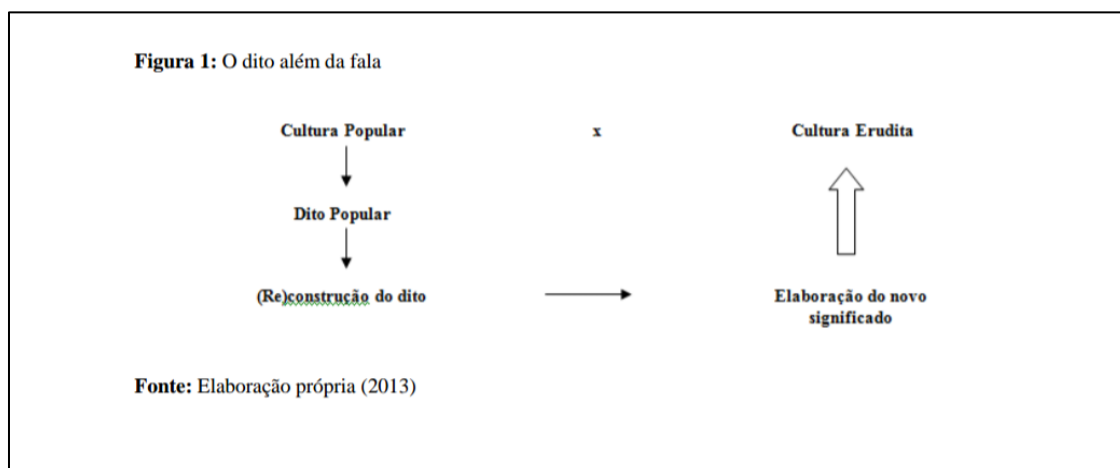 Figura 1: O dito além da fala
Cultura Popular x Cultura Erudita
Dito Popular
(Re)construção do dito Elaboração do novo
significado
Fonte: Elaboração própria (2013)